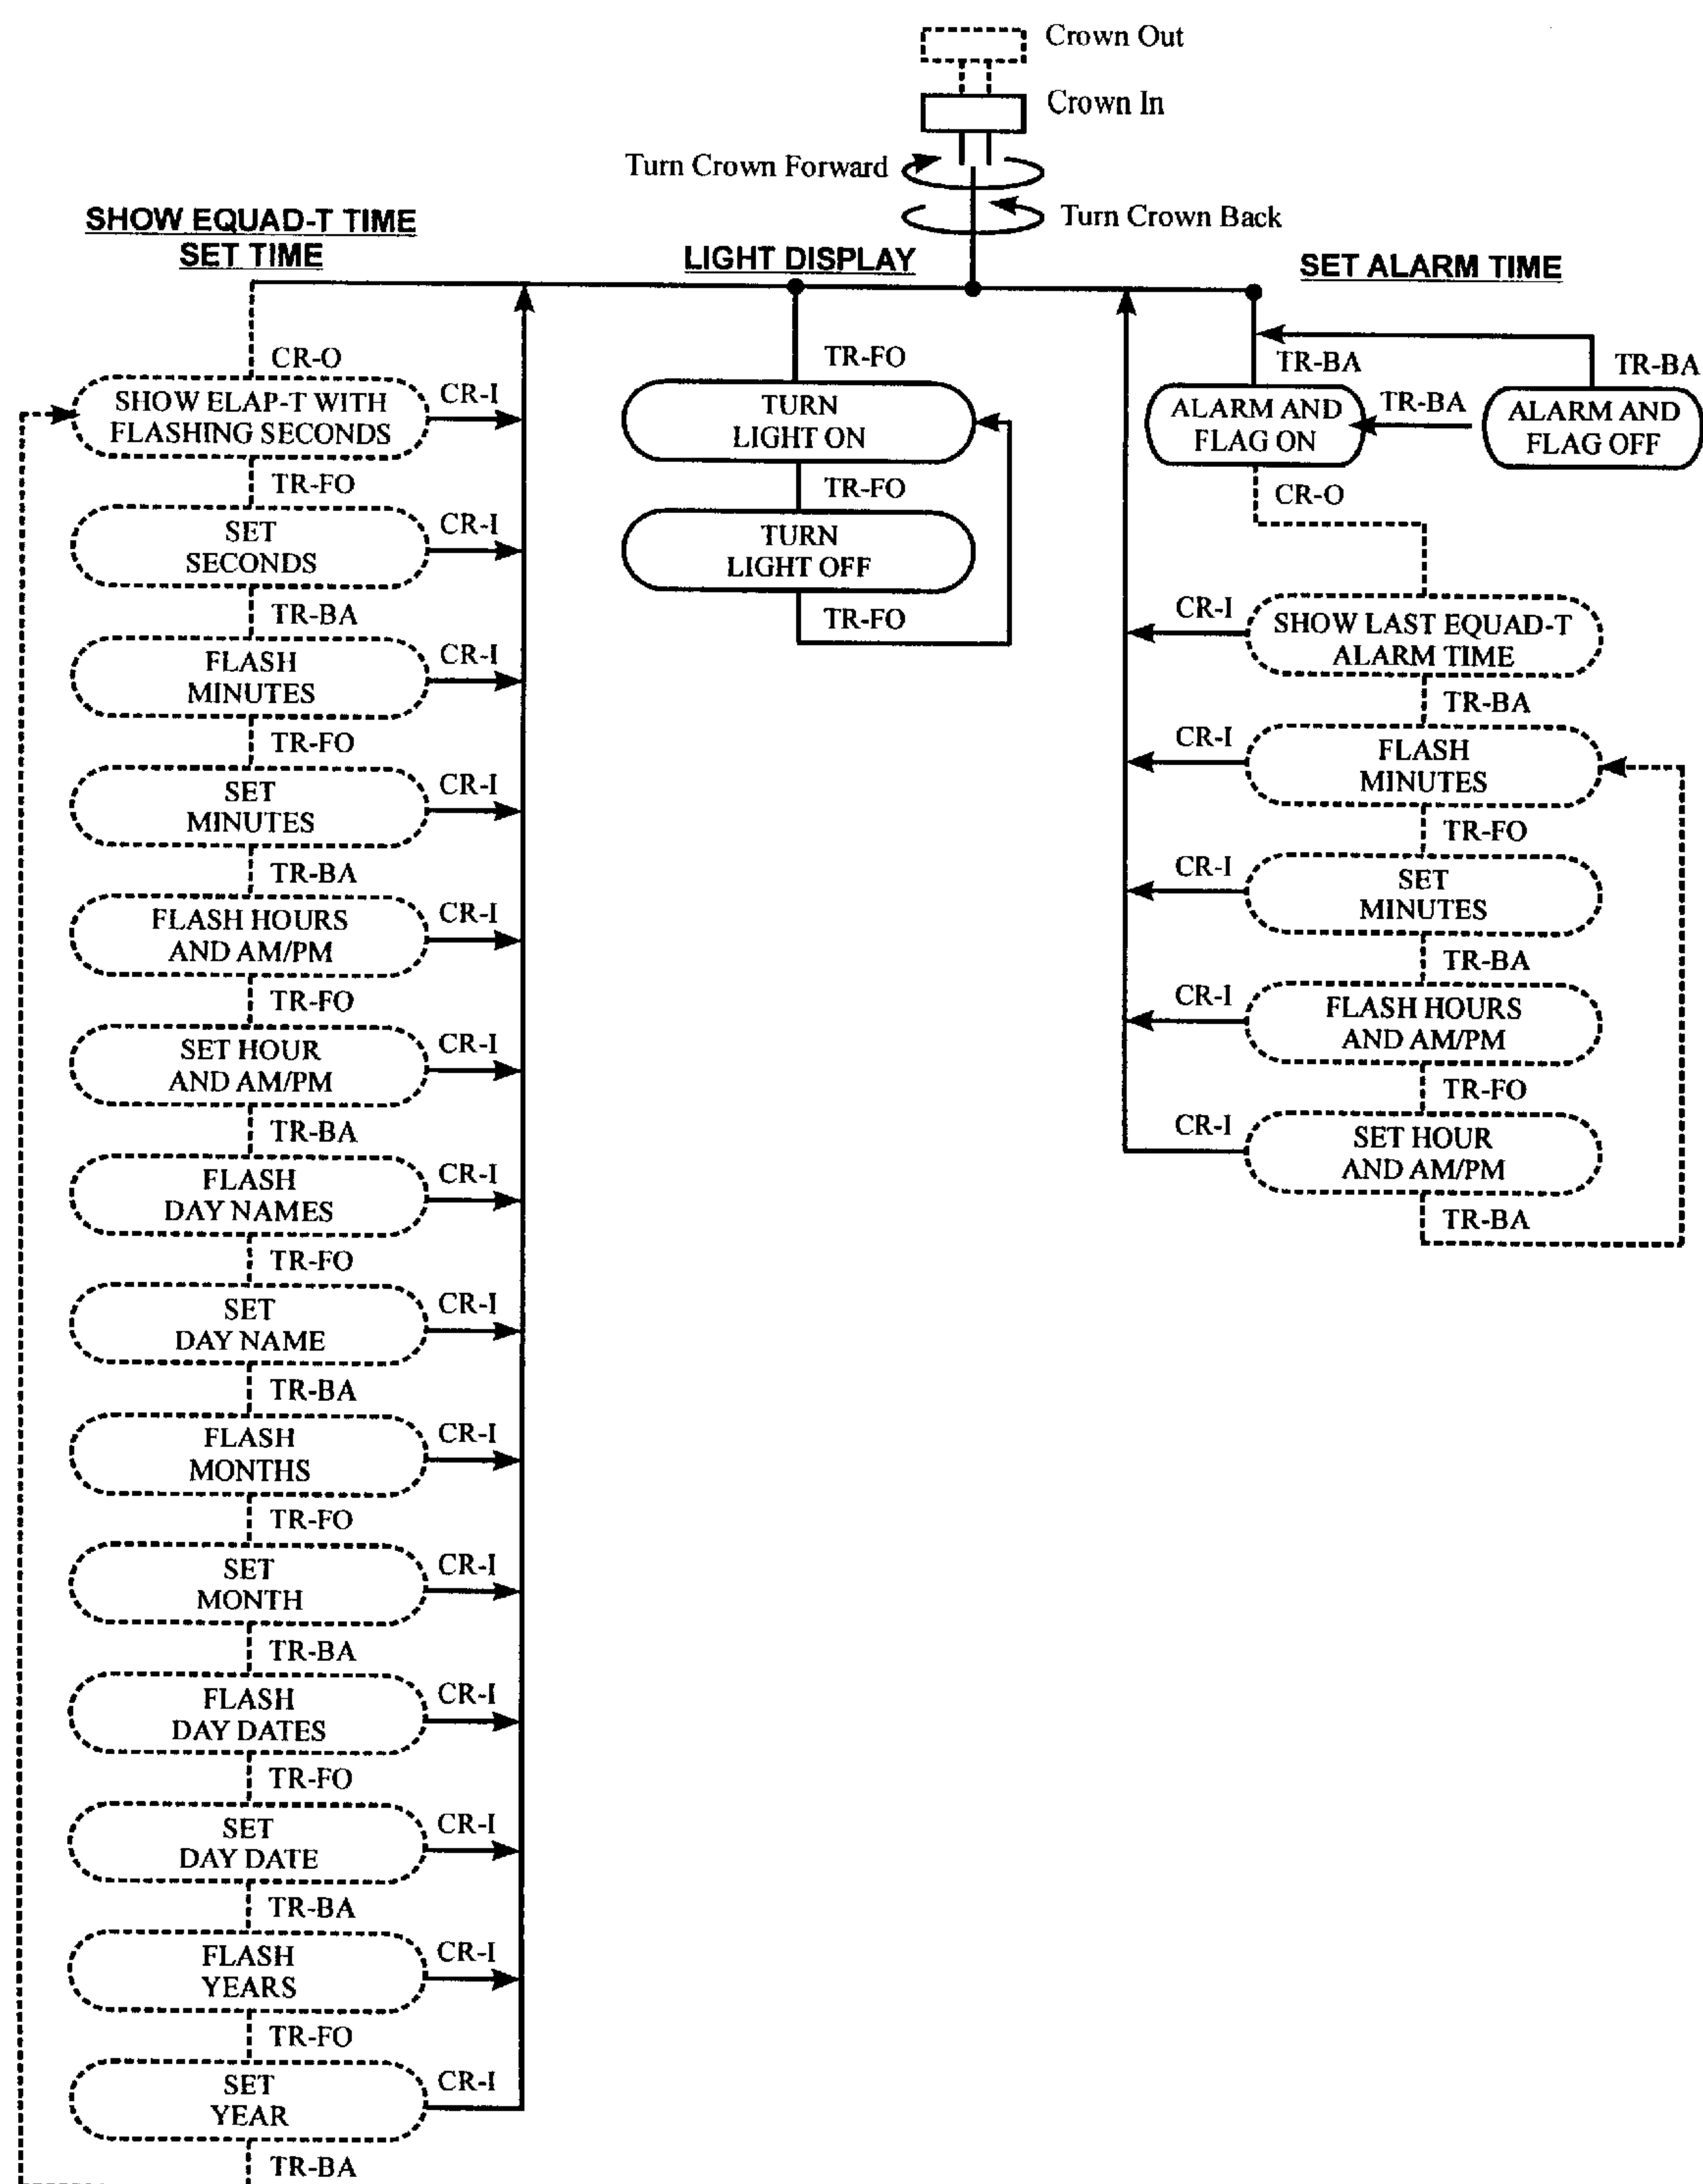 Crown Out
Crown In
Turn Crown Forward
Turn Crown Back
SHOW EQUAD-T TIME
SET TIME
CR-O
SHOW ELAP-T WITH
FLASHING SECONDS
CR-I
TR-FO
SET
SECONDS
CR-I
TR-BA
FLASH
MINUTES
CR-I
TR-FO
SET
MINUTES
CR-I
TR-BA
FLASH HOURS
AND AM/PM
CR-I
TR-FO
SET HOUR
AND AM/PM
CR-I
TR-BA
FLASH
DAY NAMES
CR-I
TR-FO
SET
DAY NAME
CR-I
TR-BA
FLASH
MONTHS
CR-I
TR-FO
SET
MONTH
CR-I
TR-BA
FLASH
DAY DATES
CR-I
TR-FO
SET
DAY DATE
CR-I
TR-BA
FLASH
YEARS
CR-I
TR-FO
SET
YEAR
CR-I
TR-BA
LIGHT DISPLAY
TR-FO
TURN
LIGHT ON
TR-FO
TURN
LIGHT OFF
TR-FO
SET ALARM TIME
TR-BA
TR-BA
ALARM AND
FLAG ON
TR-BA
ALARM AND
FLAG OFF
CR-O
CR-I
SHOW LAST EQUAD-T
ALARM TIME
TR-BA
CR-I
FLASH
MINUTES
TR-FO
CR-I
SET
MINUTES
TR-BA
CR-I
FLASH HOURS
AND AM/PM
TR-FO
CR-I
SET HOUR
AND AM/PM
TR-BA